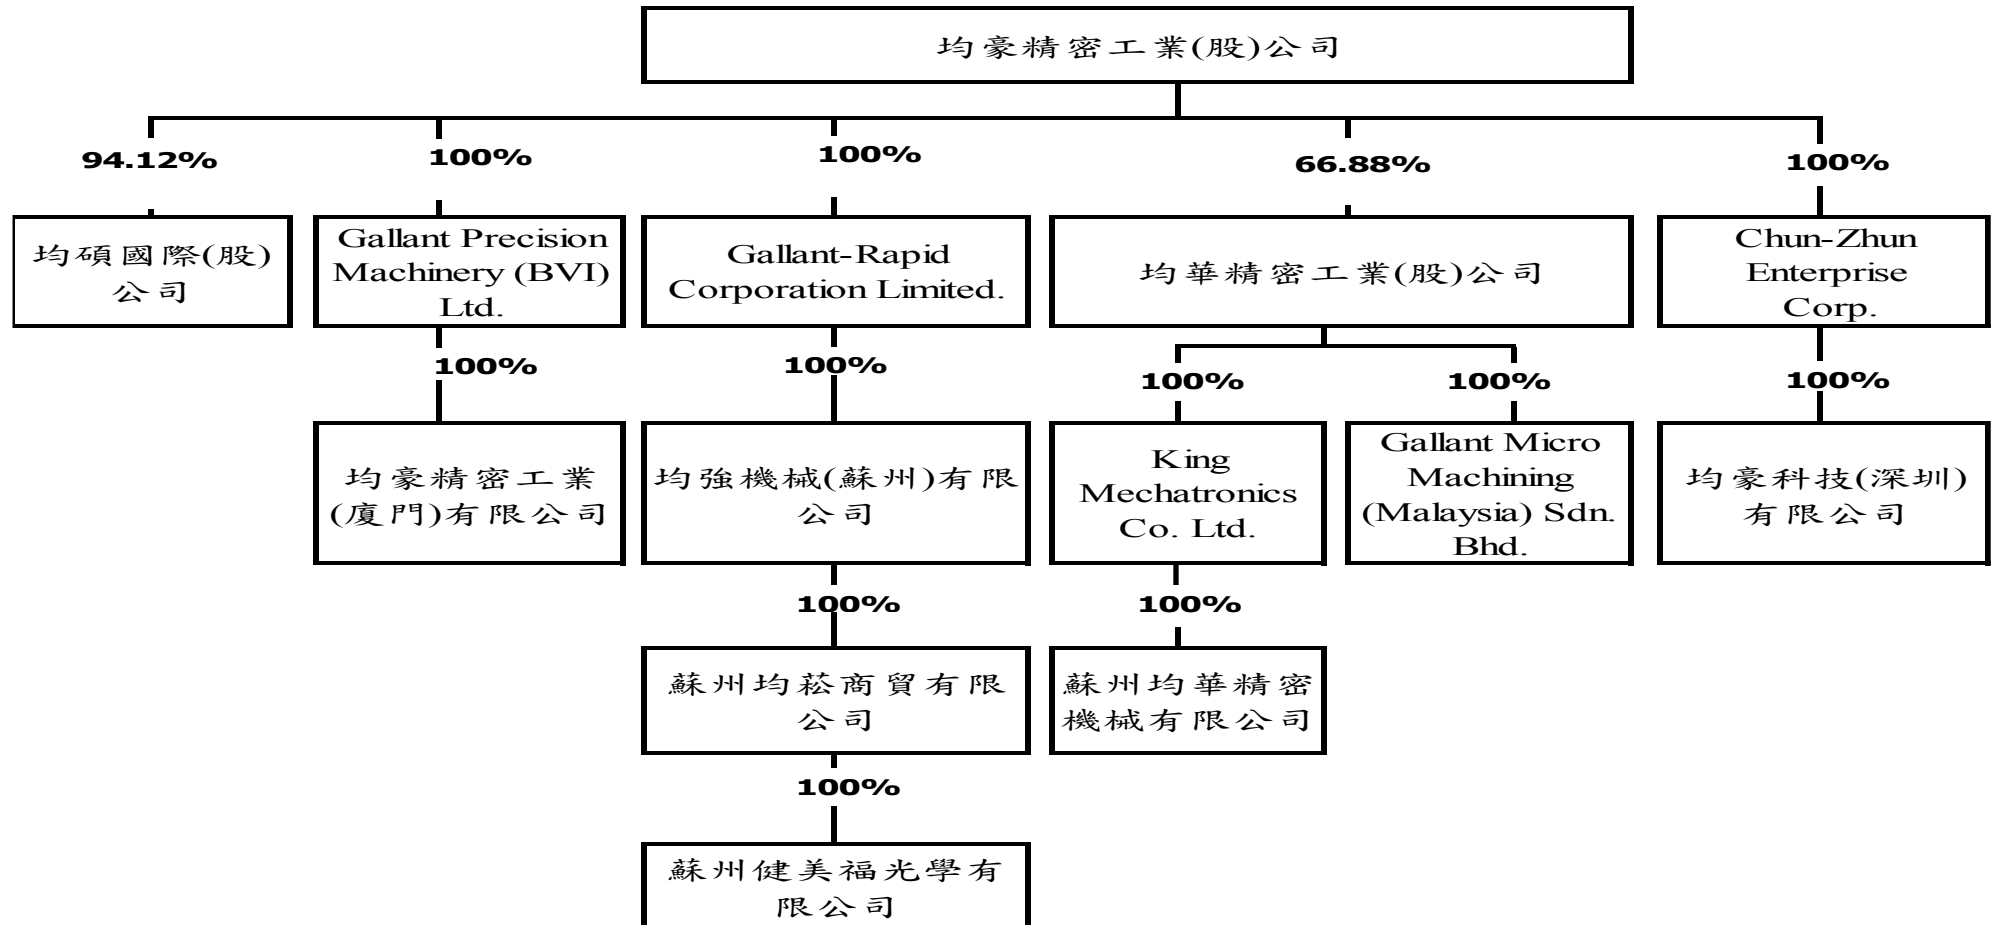 均豪精密工業(股)公司
94.12%
100%
100%
66.88%
100%
均碩國際(股)
公司
Gallant Precision
Machinery (BVI)
Ltd.
Gallant-Rapid
Corporation Limited.
均華精密工業(股)公司
Chun-Zhun
Enterprise
Corp.
100%
100%
100%
100%
100%
均豪精密工業
(廈門)有限公司
均強機械(蘇州)有限
公司
King
Mechatronics
Co. Ltd.
Gallant Micro
Machining
(Malaysia) Sdn.
Bhd.
均豪科技(深圳)
有限公司
100%
100%
蘇州均菘商貿有限
公司
蘇州均華精密
機械有限公司
100%
蘇州健美福光學有
限公司